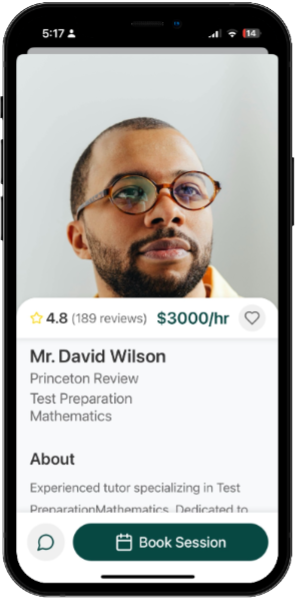 5:17
14
4.8 (189 reviews) $3000/hr
Mr. David Wilson
Princeton Review
Test Preparation
Mathematics
About
Experienced tutor specializing in Test
PreparationMathematics. Dedicated to
Book Session